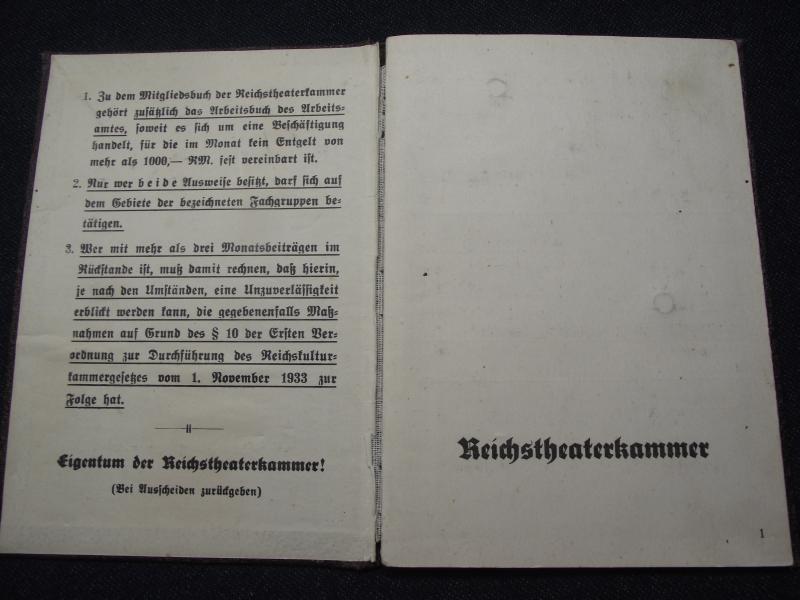 1. Zu dem Mitgliedsbuch der Reichstheaterkammer
gehört zusätzlich das Arbeitsbuch des Arbeits-
amtes, soweit es sich um eine Beschäftigung
handelt, für die im Monat kein Entgelt von
mehr als 1000,— RM. fest vereinbart ist.
2. Nur wer beide Ausweise besitzt, darf sich auf
dem Gebiete der bezeichneten Fachgruppen be-
tätigen.
3. Wer mit mehr als drei Monatsbeiträgen im
Rückstande ist, muß damit rechnen, daß hierin,
je nach den Umständen, eine Unzuverlässigkeit
erblickt werden kann, die gegebenenfalls Maß-
nahmen auf Grund des § 10 der Ersten Ver-
ordnung zur Durchführung des Reichskultur-
kammergesetzes vom 1. November 1933 zur
Folge hat.
Eigentum der Reichstheaterkammer!
(Bei Ausscheiden zurückgeben)
Reichstheaterkammer
1